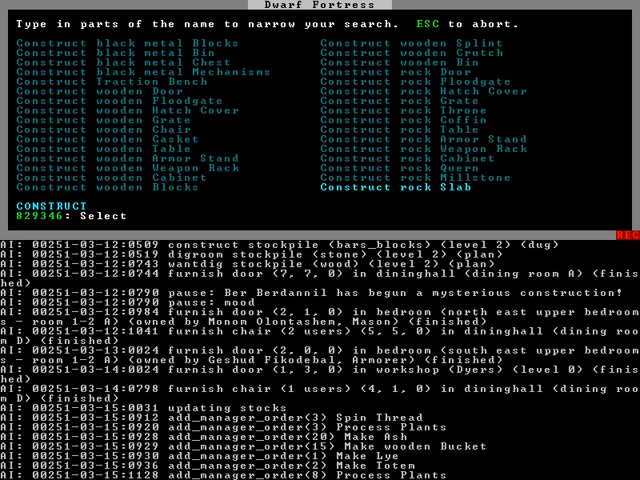 Dwarf Fortress
Type in parts of the name to narrow your search.  ESC to abort.
Construct black metal Blocks
Construct black metal Bin
Construct black metal Chest
Construct black metal Mechanisms
Construct Traction Bench
Construct wooden Door
Construct wooden Floodgate
Construct wooden Hatch Cover
Construct wooden Grate
Construct wooden Chair
Construct wooden Casket
Construct wooden Table
Construct wooden Armor Stand
Construct wooden Weapon Rack
Construct wooden Cabinet
Construct wooden Blocks
Construct wooden Splint
Construct wooden Crutch
Construct wooden Bin
Construct rock Door
Construct rock Floodgate
Construct rock Hatch Cover
Construct rock Grate
Construct rock Throne
Construct rock Coffin
Construct rock Table
Construct rock Armor Stand
Construct rock Weapon Rack
Construct rock Cabinet
Construct rock Quern
Construct rock Millstone
Construct rock Slab
CONSTRUCT
829346: Select
REC
AI: 00251-03-12:0509 construct stockpile (bars_blocks) (level 2) (dug)
AI: 00251-03-12:0519 digroom stockpile (stone) (level 2) (plan)
AI: 00251-03-12:0743 wantdig stockpile (wood) (level 2) (plan)
AI: 00251-03-12:0744 furnish door (7, 7, 0) in dininghall (dining room A) (finis
hed)
AI: 00251-03-12:0790 pause: Ber Berdannil has begun a mysterious construction!
AI: 00251-03-12:0790 pause: mood
AI: 00251-03-12:0984 furnish door (2, 1, 0) in bedroom (north east upper bedroom
s - room 1-2 A) (owned by Monom Olontashem, Mason) (finished)
AI: 00251-03-12:1041 furnish chair (2 users) (5, 5, 0) in dininghall (dining roo
m D) (finished)
AI: 00251-03-13:0024 furnish door (2, 0, 0) in bedroom (south east upper bedroom
s - room 1-2 A) (owned by Geshud Fikodebal, Armorer) (finished)
AI: 00251-03-14:0024 furnish door (1, 3, 0) in workshop (Dyers) (level 0) (finis
hed)
AI: 00251-03-14:0798 furnish chair (1 users) (4, 1, 0) in dininghall (dining roo
m D) (finished)
AI: 00251-03-15:0031 updating stocks
AI: 00251-03-15:0912 add_manager_order(3) Spin Thread
AI: 00251-03-15:0920 add_manager_order(3) Process Plants
AI: 00251-03-15:0928 add_manager_order(20) Make Ash
AI: 00251-03-15:0929 add_manager_order(15) Make wooden Bucket
AI: 00251-03-15:0930 add_manager_order(1) Make Lye
AI: 00251-03-15:0936 add_manager_order(2) Make Totem
AI: 00251-03-15:1128 add_manager_order(8) Process Plants